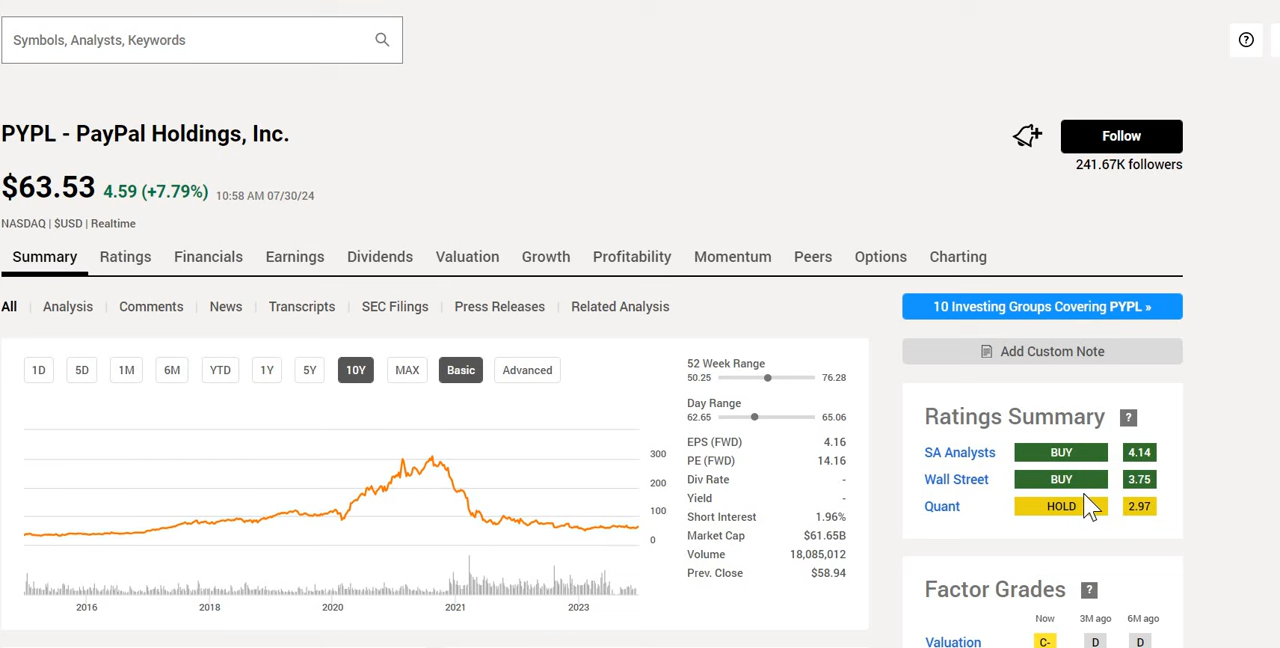 Symbols, Analysts, Keywords
?
PYPL - PayPal Holdings, Inc.
Follow
241.67K followers
$63.53 4.59 (+7.79%) 10:58 AM 07/30/24
NASDAQ | $USD | Realtime
Summary Ratings Financials Earnings Dividends Valuation Growth Profitability Momentum Peers Options Charting
All | Analysis | Comments | News | Transcripts | SEC Filings | Press Releases | Related Analysis
10 Investing Groups Covering PYPL »
Add Custom Note
1D 5D 1M 6M YTD 1Y 5Y 10Y MAX Basic Advanced
300
200
100
0
2016 2018 2020 2021 2023
52 Week Range
50.25 76.28
Day Range
62.65 65.06
EPS (FWD) 4.16
PE (FWD) 14.16
Div Rate -
Yield -
Short Interest 1.96%
Market Cap $61.65B
Volume 18,085,012
Prev. Close $58.94
Ratings Summary ?
SA Analysts BUY 4.14
Wall Street BUY 3.75
Quant HOLD 2.97
Factor Grades ?
Now 3M ago 6M ago
Valuation C- D D